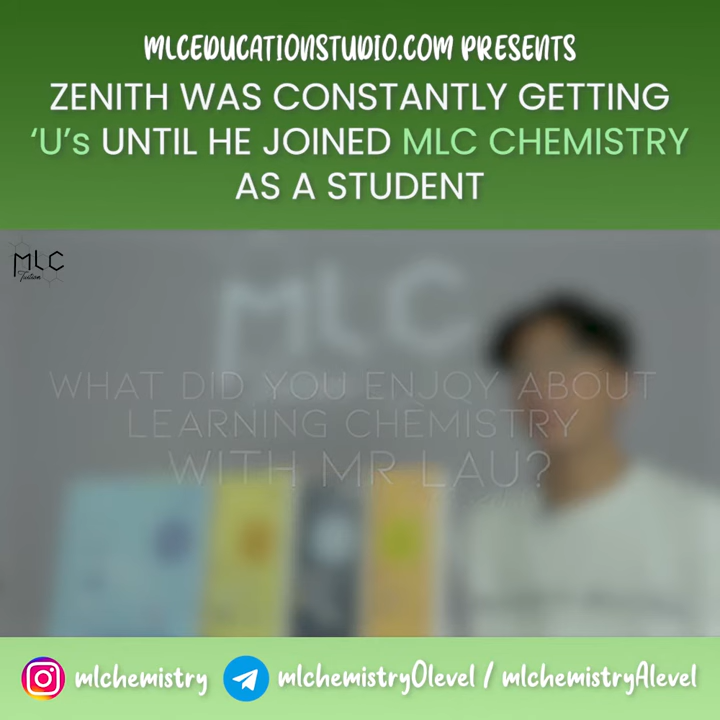 MLCEDUCATIONSTUDIO.COM PRESENTS
ZENITH WAS CONSTANTLY GETTING
‘U’s UNTIL HE JOINED MLC CHEMISTRY
AS A STUDENT
MLC
Tuition
MLC
WHAT DID YOU ENJOY ABOUT
LEARNING CHEMISTRY
WITH MR LAU?
mlchemistry
mlchemistryOlevel / mlchemistryAlevel